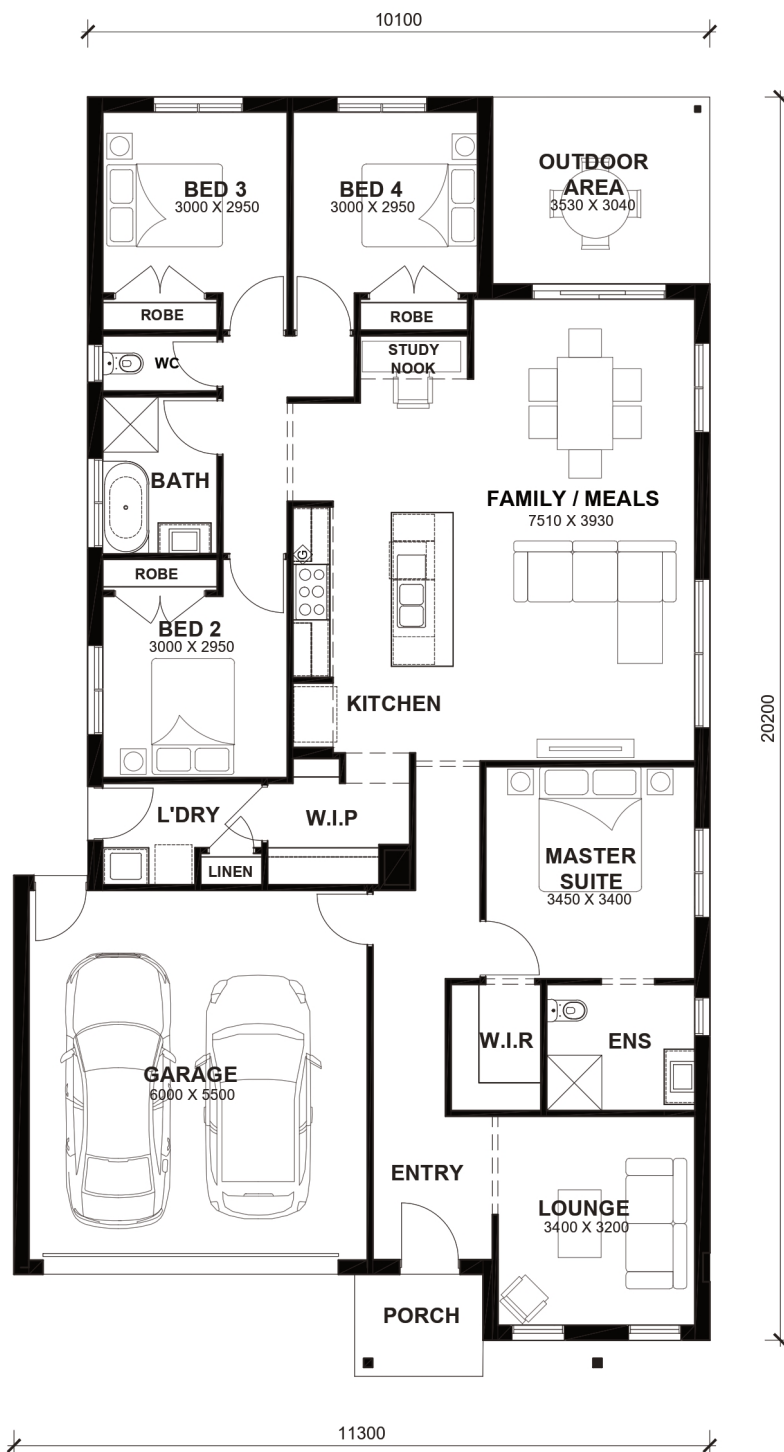 10100
BED 3
3000 X 2950
BED 4
3000 X 2950
OUTDOOR
AREA
3530 X 3040
ROBE
ROBE
WC
STUDY
NOOK
BATH
FAMILY / MEALS
7510 X 3930
G
ROBE
BED 2
3000 X 2950
KITCHEN
20200
L'DRY
W.I.P
LINEN
MASTER
SUITE
3450 X 3400
W.I.R
ENS
GARAGE
6000 X 5500
ENTRY
LOUNGE
3400 X 3200
PORCH
11300